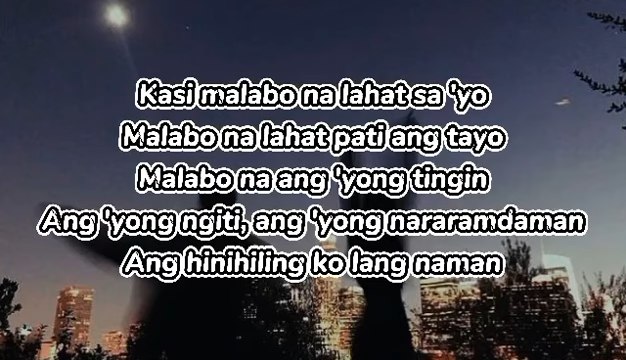 Kasi malabo na lahat sa 'yo
Malabo na lahat pati ang tayo
Malabo na ang 'yong tingin
Ang 'yong ngiti, ang 'yong nararamdaman
Ang hinihiling ko lang naman